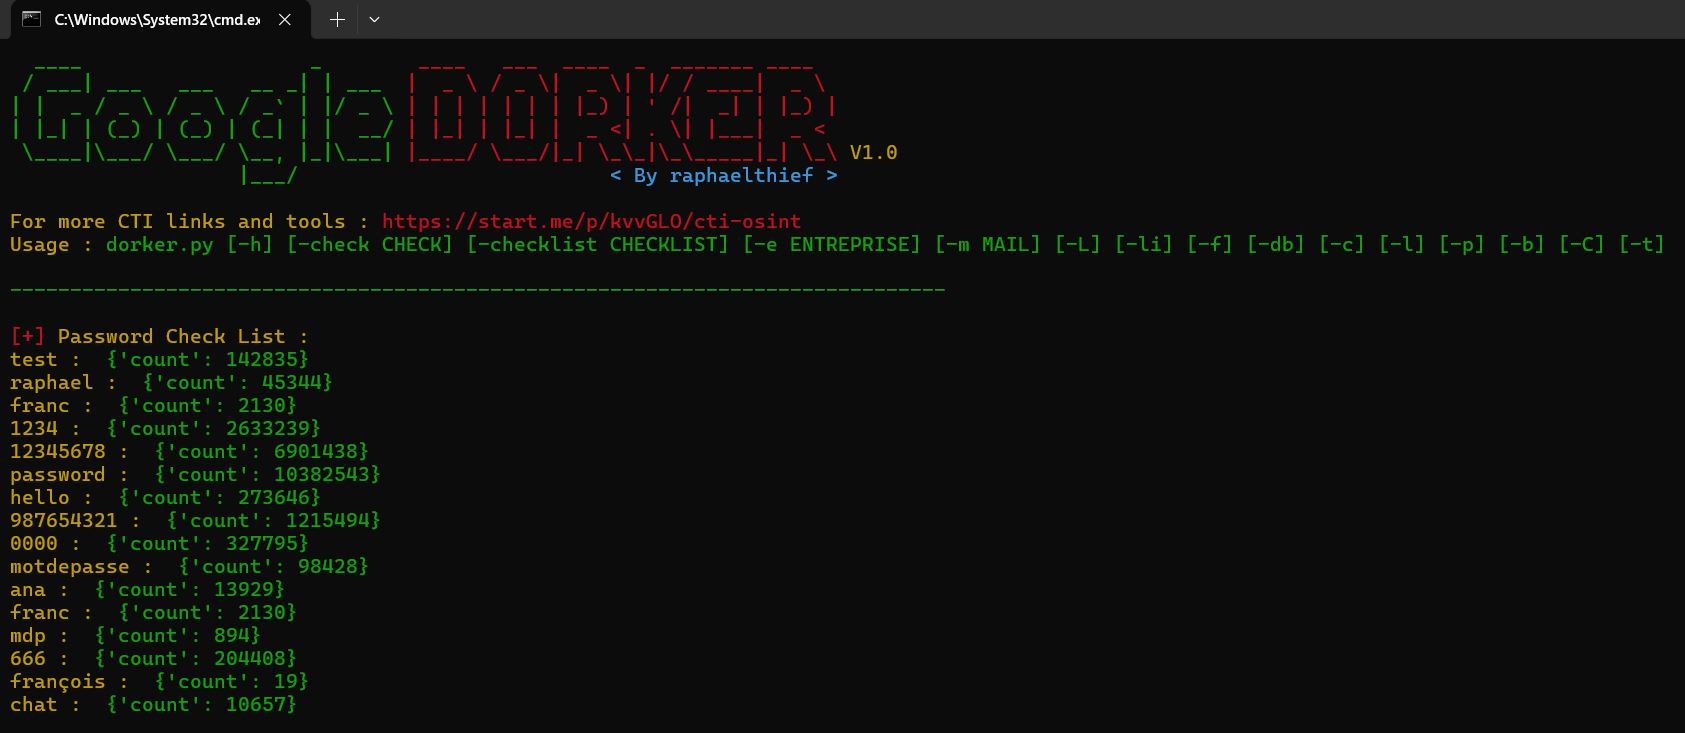 C:\Windows\System32\cmd.ex
Google DORKER V1.0
< By raphaelthief >
For more CTI links and tools : https://start.me/p/kvvGLO/cti-osint
Usage : dorker.py [-h] [-check CHECK] [-checklist CHECKLIST] [-e ENTREPRISE] [-m MAIL] [-L] [-li] [-f] [-db] [-c] [-l] [-p] [-b] [-C] [-t]
------------------------------------------------------------------------------
[+] Password Check List :
test :  {'count': 142835}
raphael :  {'count': 45344}
franc :  {'count': 2130}
1234 :  {'count': 2633239}
12345678 :  {'count': 6901438}
password :  {'count': 10382543}
hello :  {'count': 273646}
987654321 :  {'count': 1215494}
0000 :  {'count': 327795}
motdepasse :  {'count': 98428}
ana :  {'count': 13929}
franc :  {'count': 2130}
mdp :  {'count': 894}
666 :  {'count': 204408}
françois :  {'count': 19}
chat :  {'count': 10657}